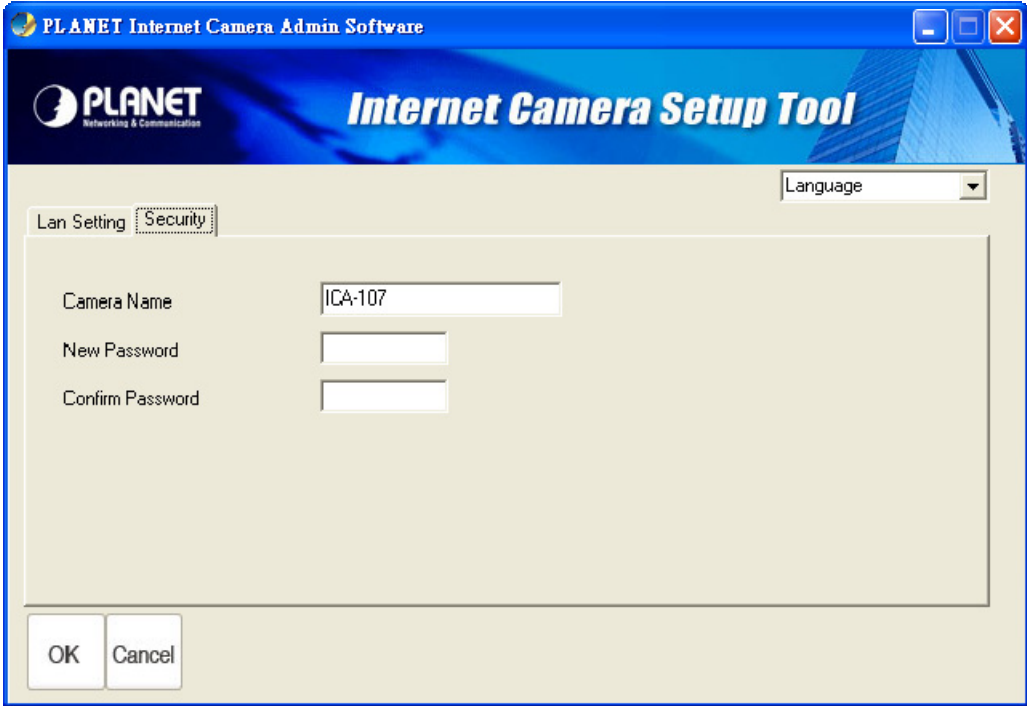 PLANET Internet Camera Admin Software
PLANET
Networking & Communication
Internet Camera Setup Tool
Language
Lan Setting Security
Camera Name ICA-107
New Password
Confirm Password
OK Cancel